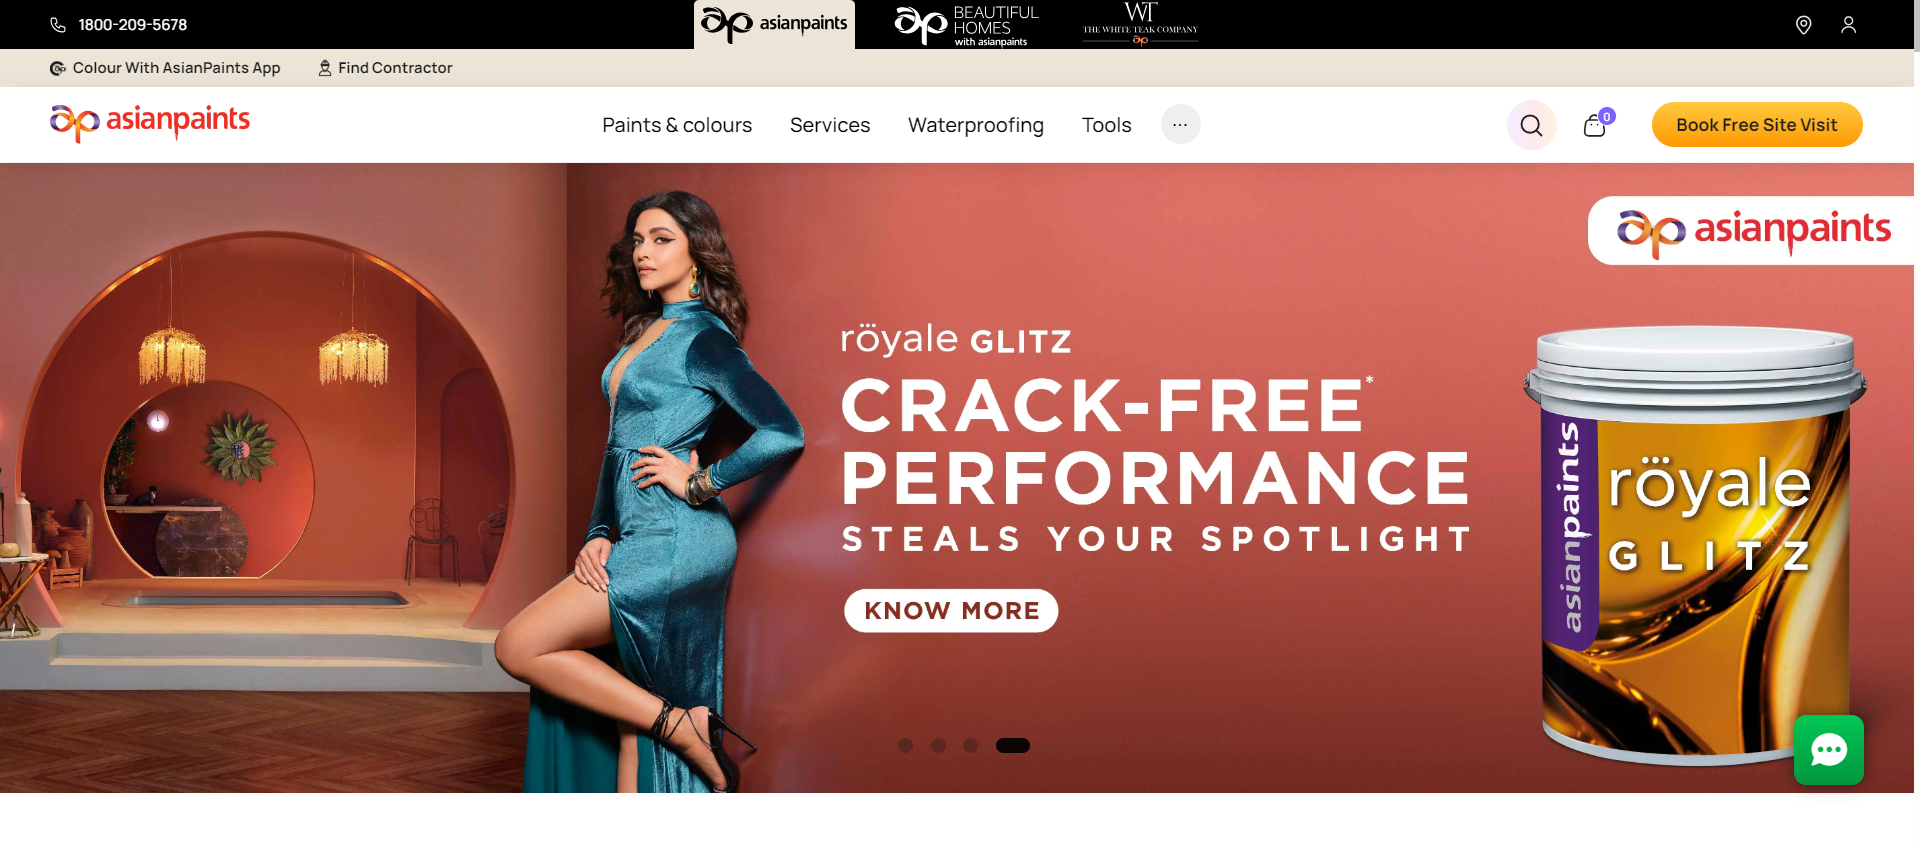 1800-209-5678
asianpaints
BEAUTIFUL
HOMES
with asianpaints
WT
THE WHITE TEAK COMPANY
Colour With AsianPaints App
Find Contractor
asianpaints
Paints & colours
Services
Waterproofing
Tools
...
0
Book Free Site Visit
asianpaints
röyale GLITZ
CRACK-FREE*
PERFORMANCE
STEALS YOUR SPOTLIGHT
KNOW MORE
asianpaints
röyale
GLITZ